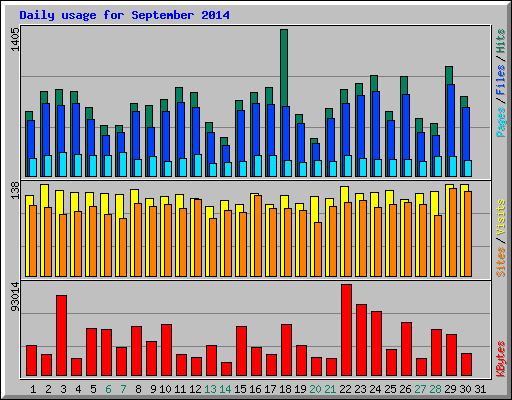 Daily usage for September 2014
1405
Pages / Files / Hits
138
Sites / Visits
93014
KBytes
1 2 3 4 5 6 7 8 9 10 11 12 13 14 15 16 17 18 19 20 21 22 23 24 25 26 27 28 29 30 31